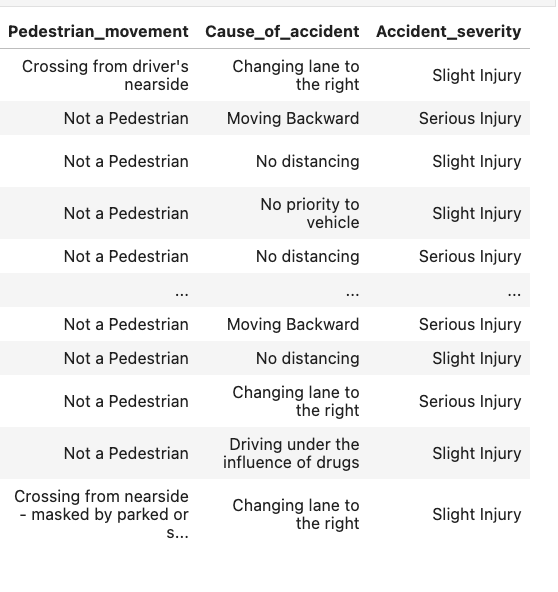 Pedestrian_movement Cause_of_accident Accident_severity
Crossing from driver's nearside Changing lane to the right Slight Injury
Not a Pedestrian Moving Backward Serious Injury
Not a Pedestrian No distancing Slight Injury
Not a Pedestrian No priority to vehicle Slight Injury
Not a Pedestrian No distancing Serious Injury
... ... ...
Not a Pedestrian Moving Backward Serious Injury
Not a Pedestrian No distancing Slight Injury
Not a Pedestrian Changing lane to the right Serious Injury
Not a Pedestrian Driving under the influence of drugs Slight Injury
Crossing from nearside - masked by parked or s... Changing lane to the right Slight Injury